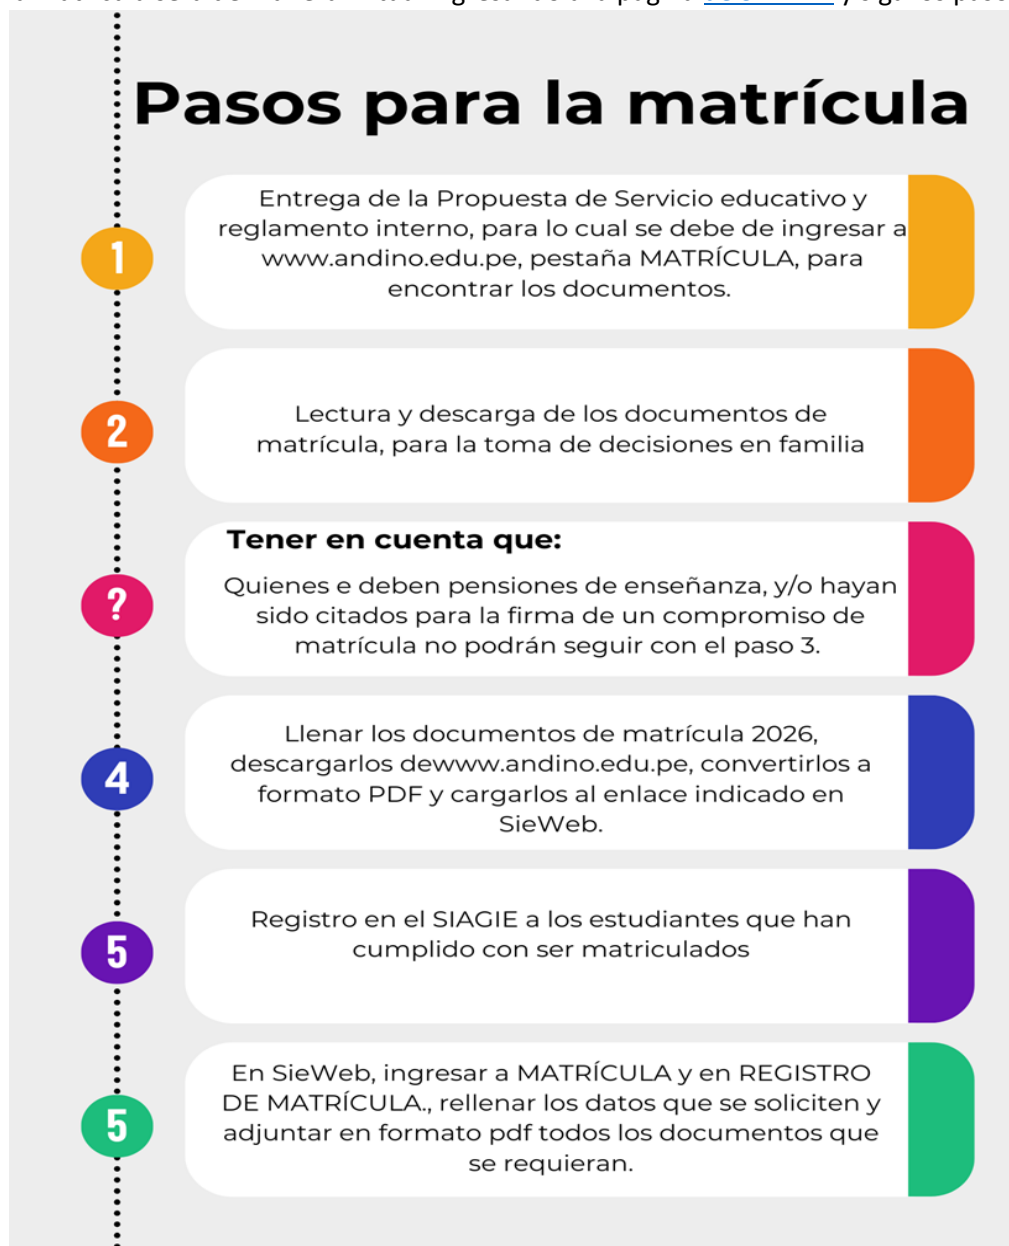 Pasos para la matrícula
1
Entrega de la Propuesta de Servicio educativo y
reglamento interno, para lo cual se debe de ingresar a
www.andino.edu.pe, pestaña MATRÍCULA, para
encontrar los documentos.
2
Lectura y descarga de los documentos de
matrícula, para la toma de decisiones en familia
?
Tener en cuenta que:
Quienes e deben pensiones de enseñanza, y/o hayan
sido citados para la firma de un compromiso de
matrícula no podrán seguir con el paso 3.
4
Llenar los documentos de matrícula 2026,
descargarlos dewww.andino.edu.pe, convertirlos a
formato PDF y cargarlos al enlace indicado en
SieWeb.
5
Registro en el SIAGIE a los estudiantes que han
cumplido con ser matriculados
5
En SieWeb, ingresar a MATRÍCULA y en REGISTRO
DE MATRÍCULA., rellenar los datos que se soliciten y
adjuntar en formato pdf todos los documentos que
se requieran.